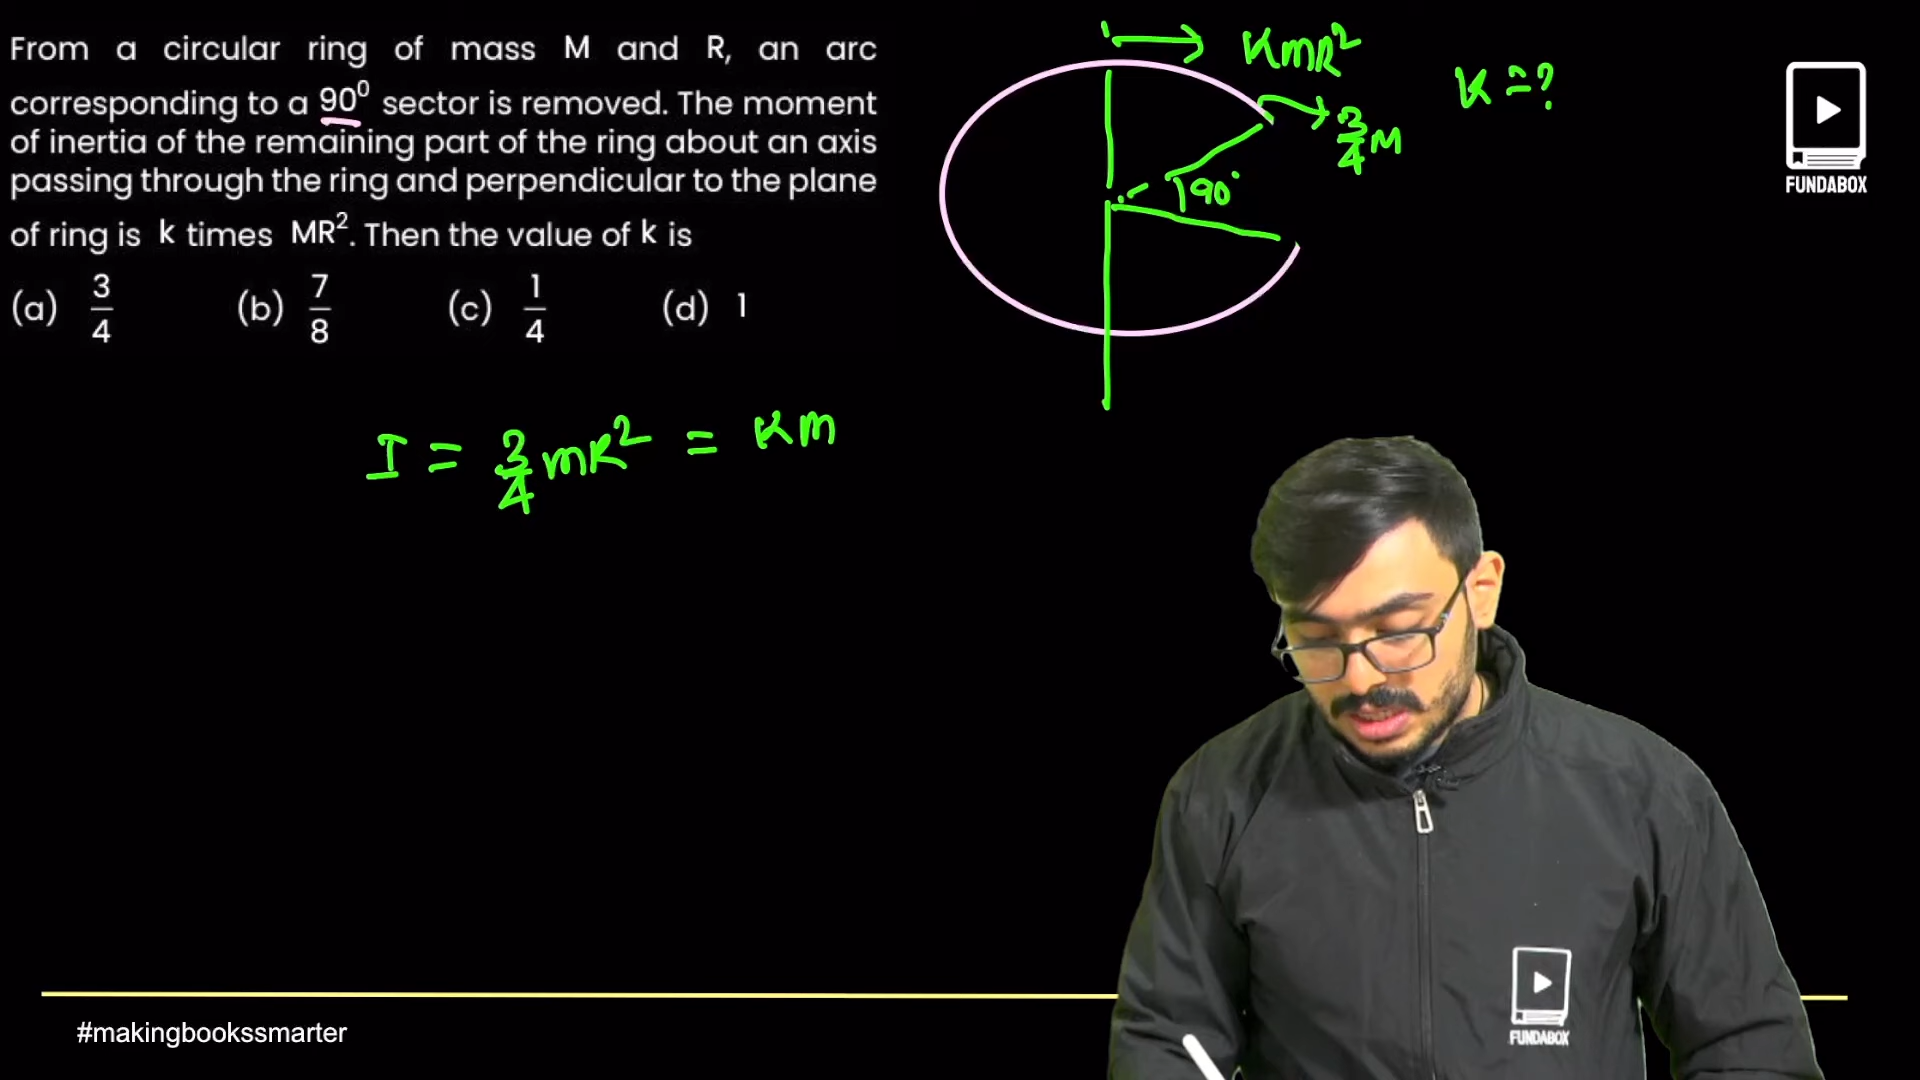 From a circular ring of mass M and R, an arc
corresponding to a 90⁰ sector is removed. The moment
of inertia of the remaining part of the ring about an axis
passing through the ring and perpendicular to the plane
of ring is k times MR². Then the value of k is
(a) 3/4 (b) 7/8 (c) 1/4 (d) 1
KmR²
K = ?
3/4 M
90°
I = 3/4 mR² = Km
FUNDABOX
FUNDABOX
#makingbookssmarter